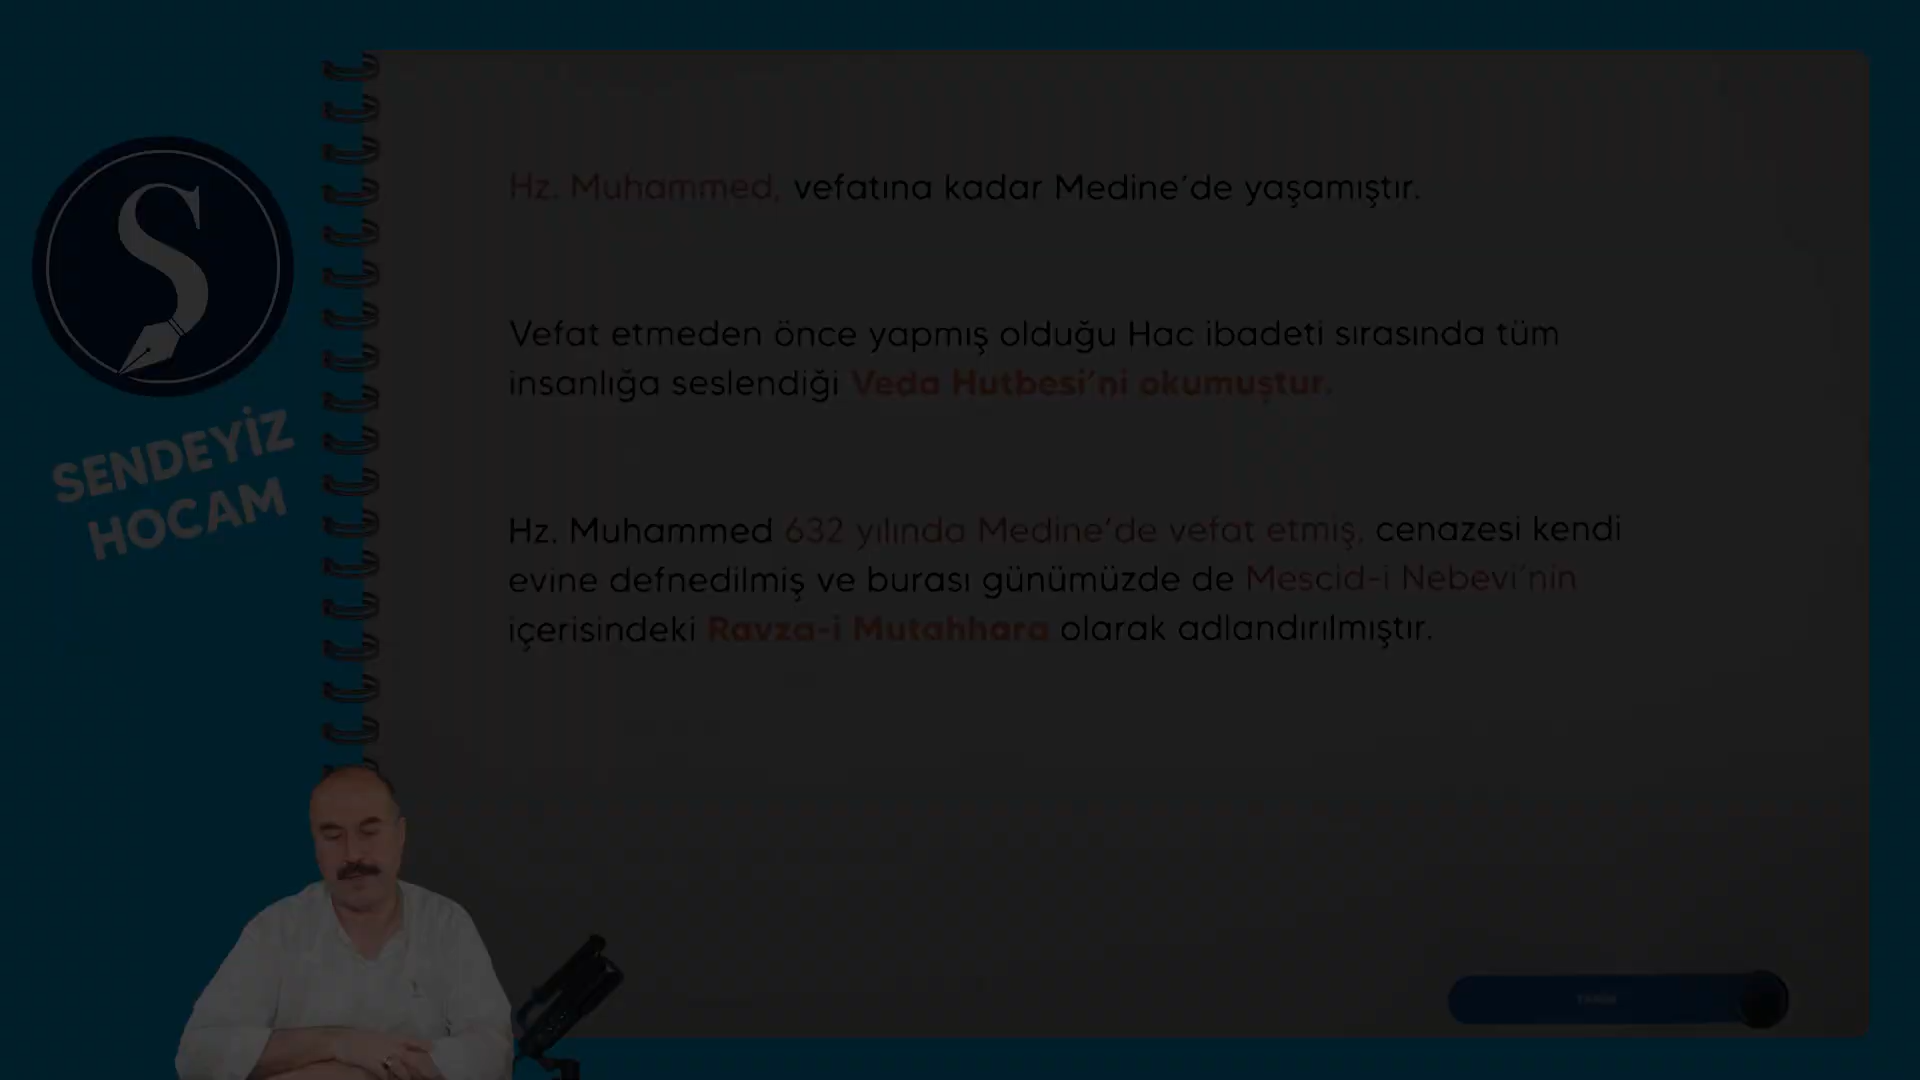 SENDEYİZ
HOCAM
Hz. Muhammed, vefatına kadar Medine'de yaşamıştır.
Vefat etmeden önce yapmış olduğu Hac ibadeti sırasında tüm
insanlığa seslendiği Veda Hutbesi'ni okumuştur.
Hz. Muhammed 632 yılında Medine'de vefat etmiş, cenazesi kendi
evine defnedilmiş ve burası günümüzde de Mescid-i Nebevi'nin
içerisindeki Ravza-i Mutahhara olarak adlandırılmıştır.